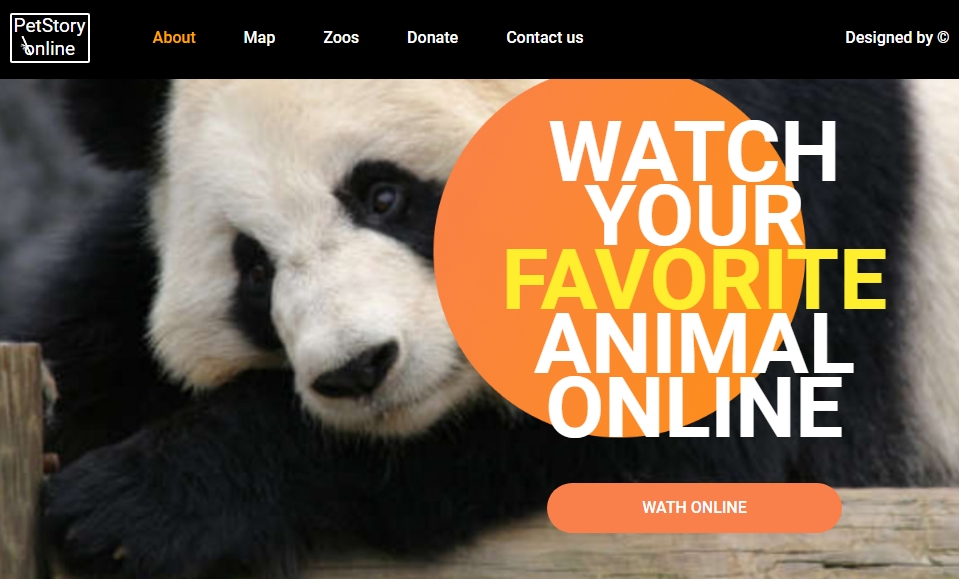 PetStory
online
About Map Zoos Donate Contact us Designed by ©
WATCH
YOUR
FAVORITE
ANIMAL
ONLINE
WATH ONLINE